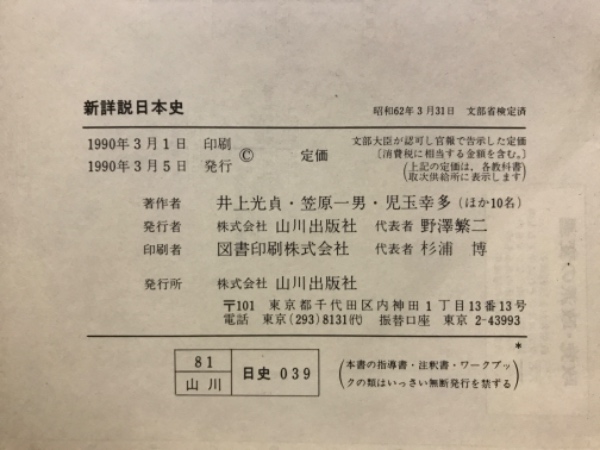 新詳説日本史
昭和62年3月31日 文部省検定済
1990年3月1日 印刷
1990年3月5日 発行
©
定価
文部大臣が認可し官報で告示した定価
〔消費税に相当する金額を含む。〕
(上記の定価は、各教科書
取次供給所に表示します)
著作者 井上光貞・笠原一男・児玉幸多(ほか10名)
発行者 株式会社 山川出版社 代表者 野澤繁二
印刷者 図書印刷株式会社 代表者 杉浦 博
発行所 株式会社 山川出版社
〒101 東京都千代田区内神田1丁目13番13号
電話 東京(293)8131(代) 振替口座 東京 2-43993
*
81
山川
日史 039
(本書の指導書・注釈書・ワークブッ
クの類はいっさい無断発行を禁ずる)